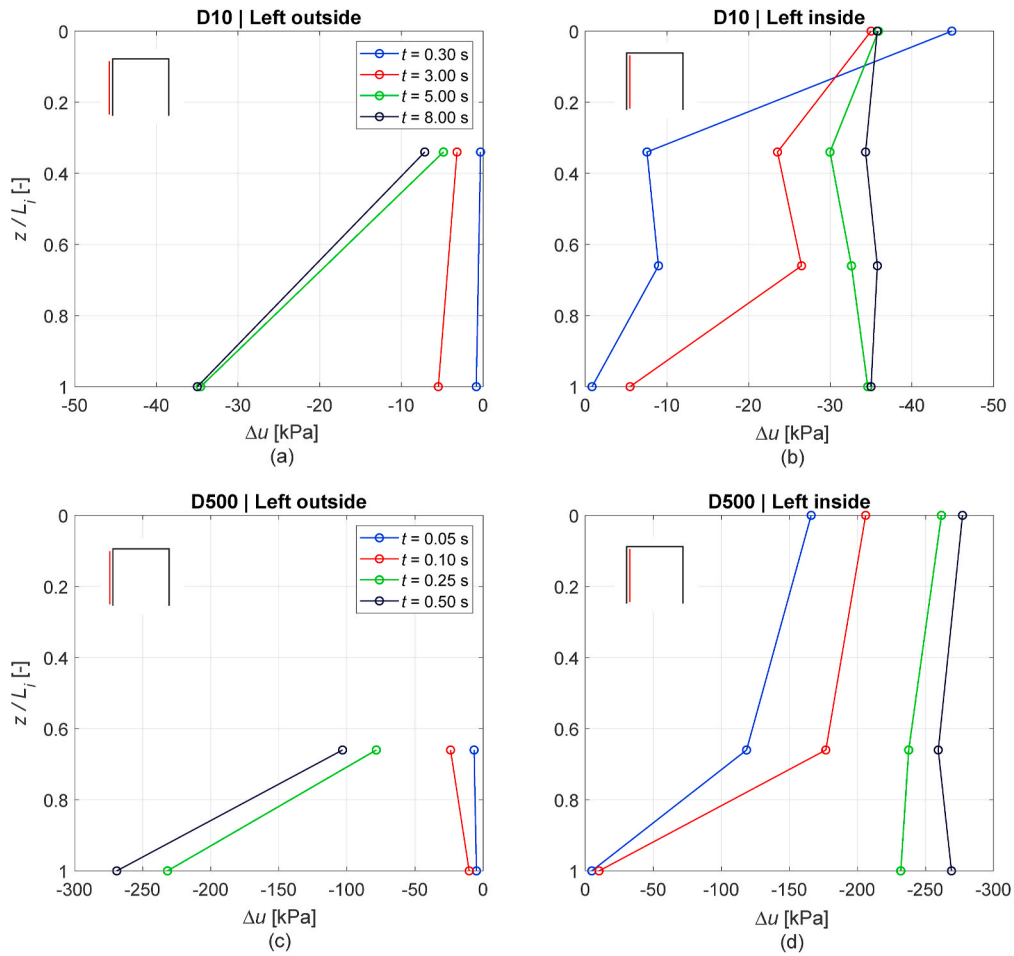 D10 | Left outside
0
0.2
0.4
0.6
0.8
1
z / Li [-]
t = 0.30 s
t = 3.00 s
t = 5.00 s
t = 8.00 s
-50 -40 -30 -20 -10 0
Δu [kPa]
(a)
D10 | Left inside
0
0.2
0.4
0.6
0.8
1
0 -10 -20 -30 -40 -50
Δu [kPa]
(b)
D500 | Left outside
0
0.2
0.4
0.6
0.8
1
z / Li [-]
t = 0.05 s
t = 0.10 s
t = 0.25 s
t = 0.50 s
-300 -250 -200 -150 -100 -50 0
Δu [kPa]
(c)
D500 | Left inside
0
0.2
0.4
0.6
0.8
1
0 -50 -100 -150 -200 -250 -300
Δu [kPa]
(d)